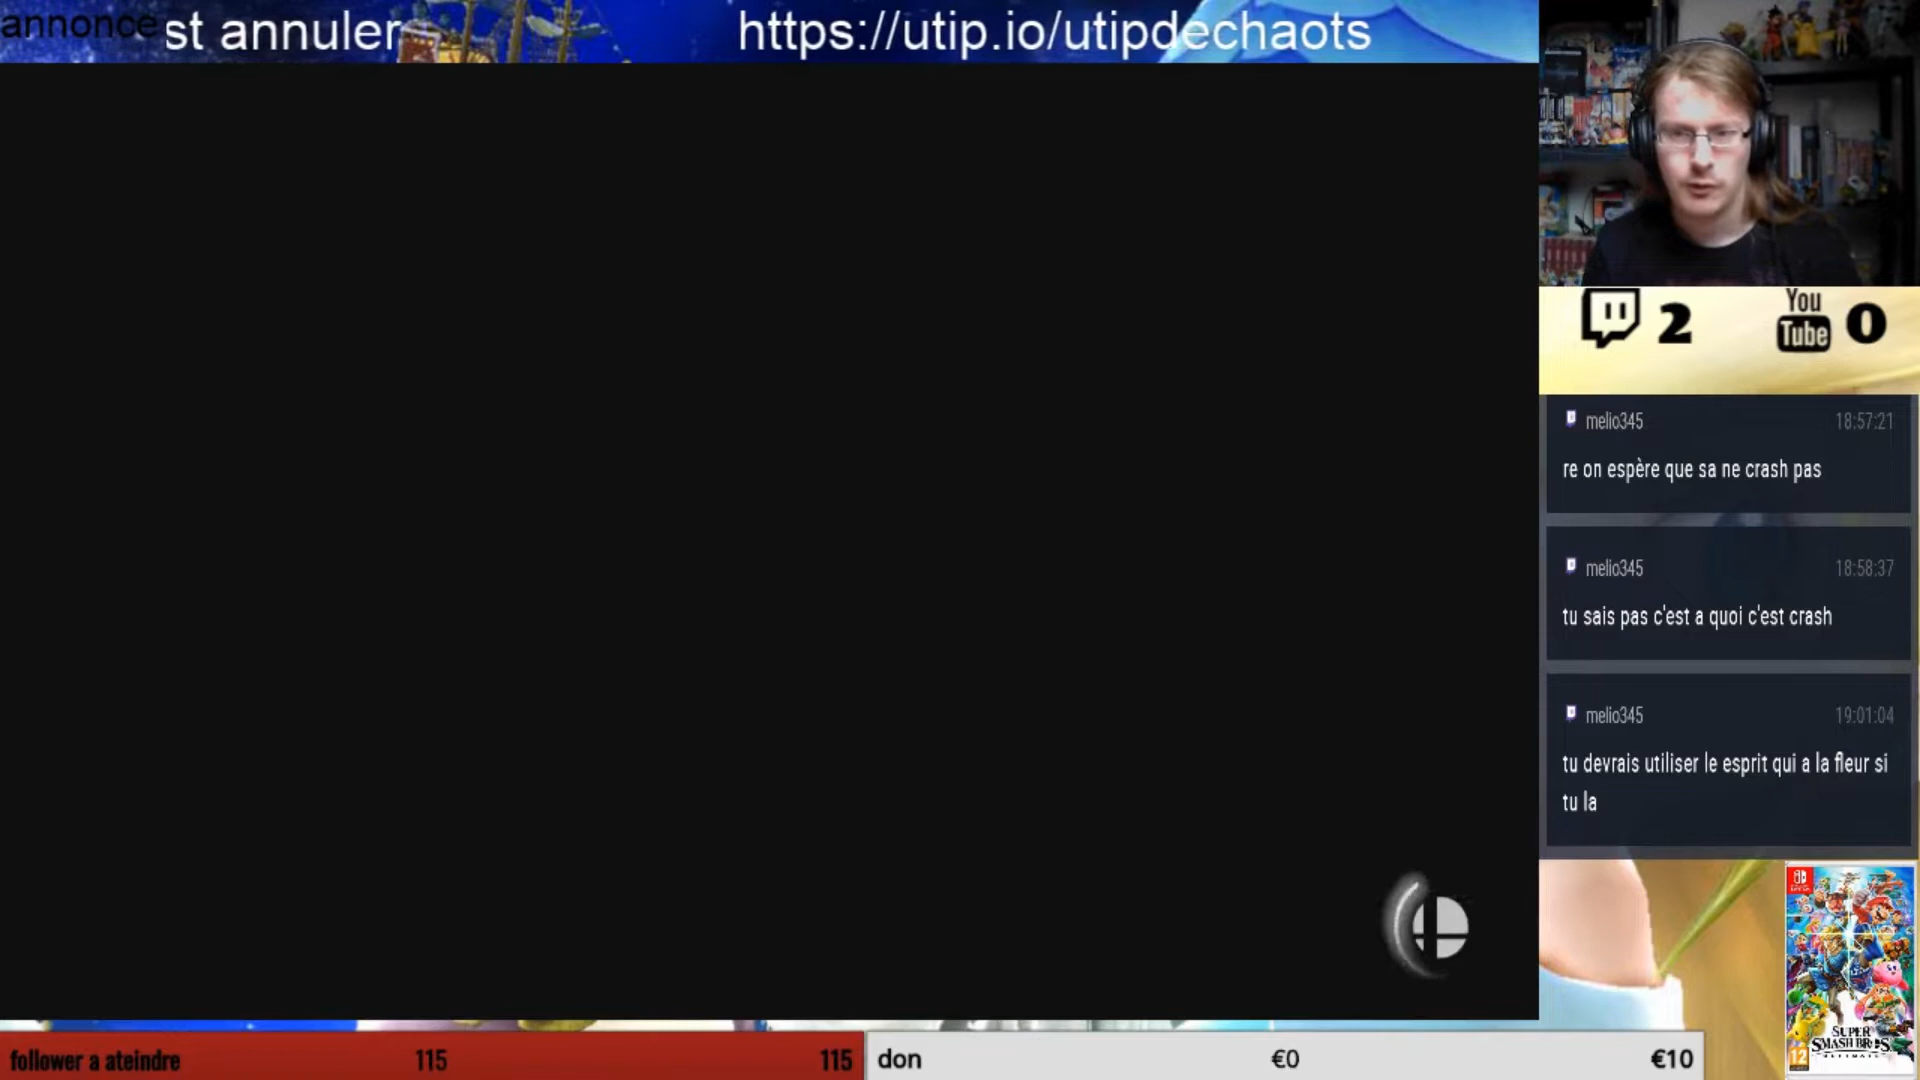 annonce st annuler https://utip.io/utipdechaots
You
Tube
2 0
melio345 18:57:21
re on espère que sa ne crash pas
melio345 18:58:37
tu sais pas c'est a quoi c'est crash
melio345 19:01:04
tu devrais utiliser le esprit qui a la fleur si
tu la
SUPER
SMASH BROS.
ULTIMATE
12
follower a ateindre 115 115 don €0 €10